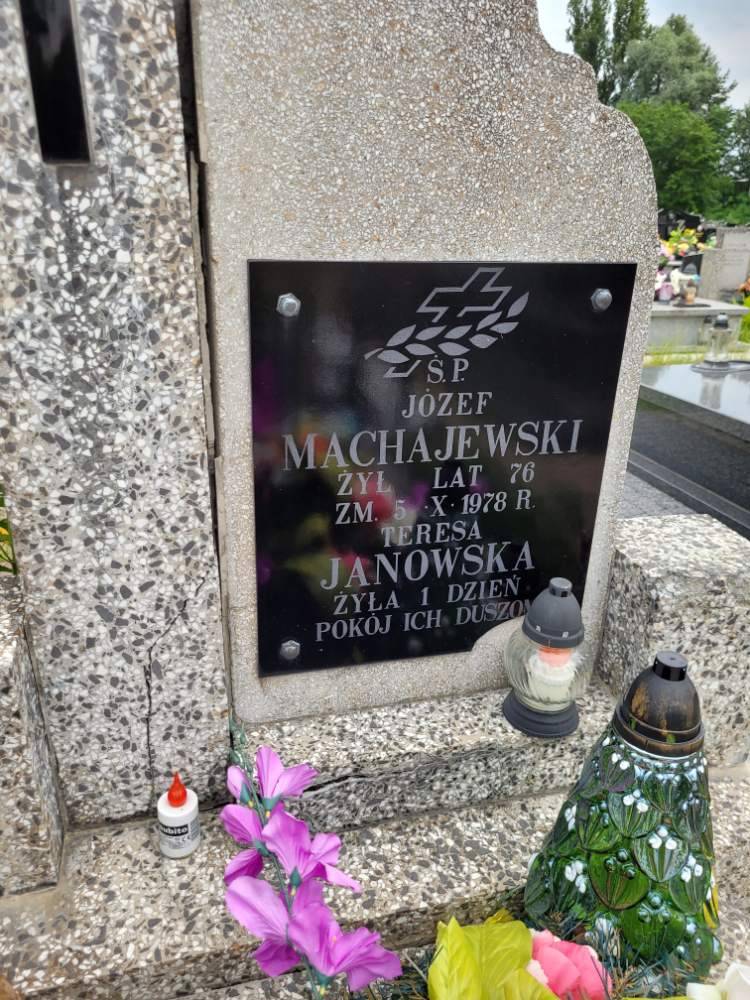 Ś.P.
JÓZEF
MACHAJEWSKI
ŻYŁ LAT 76
ZM. 5·X·1978 R.
TERESA
JANOWSKA
ŻYŁA 1 DZIEŃ
POKÓJ ICH DUSZOM